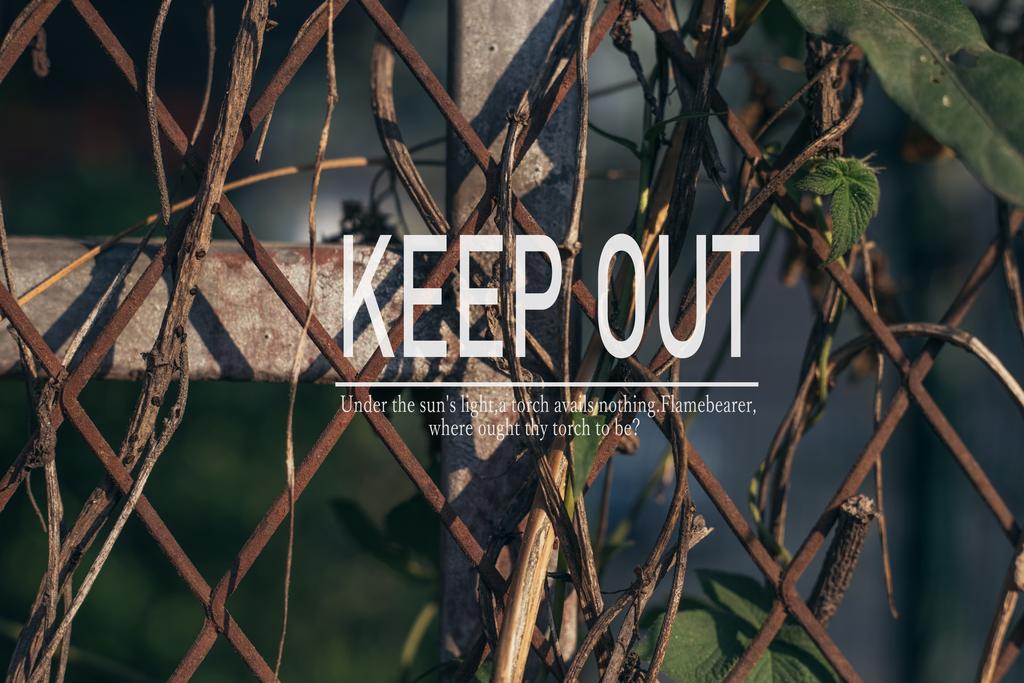 KEEP OUT
Under the sun's light,a torch avails nothing.Flamebearer,
where ought thy torch to be?